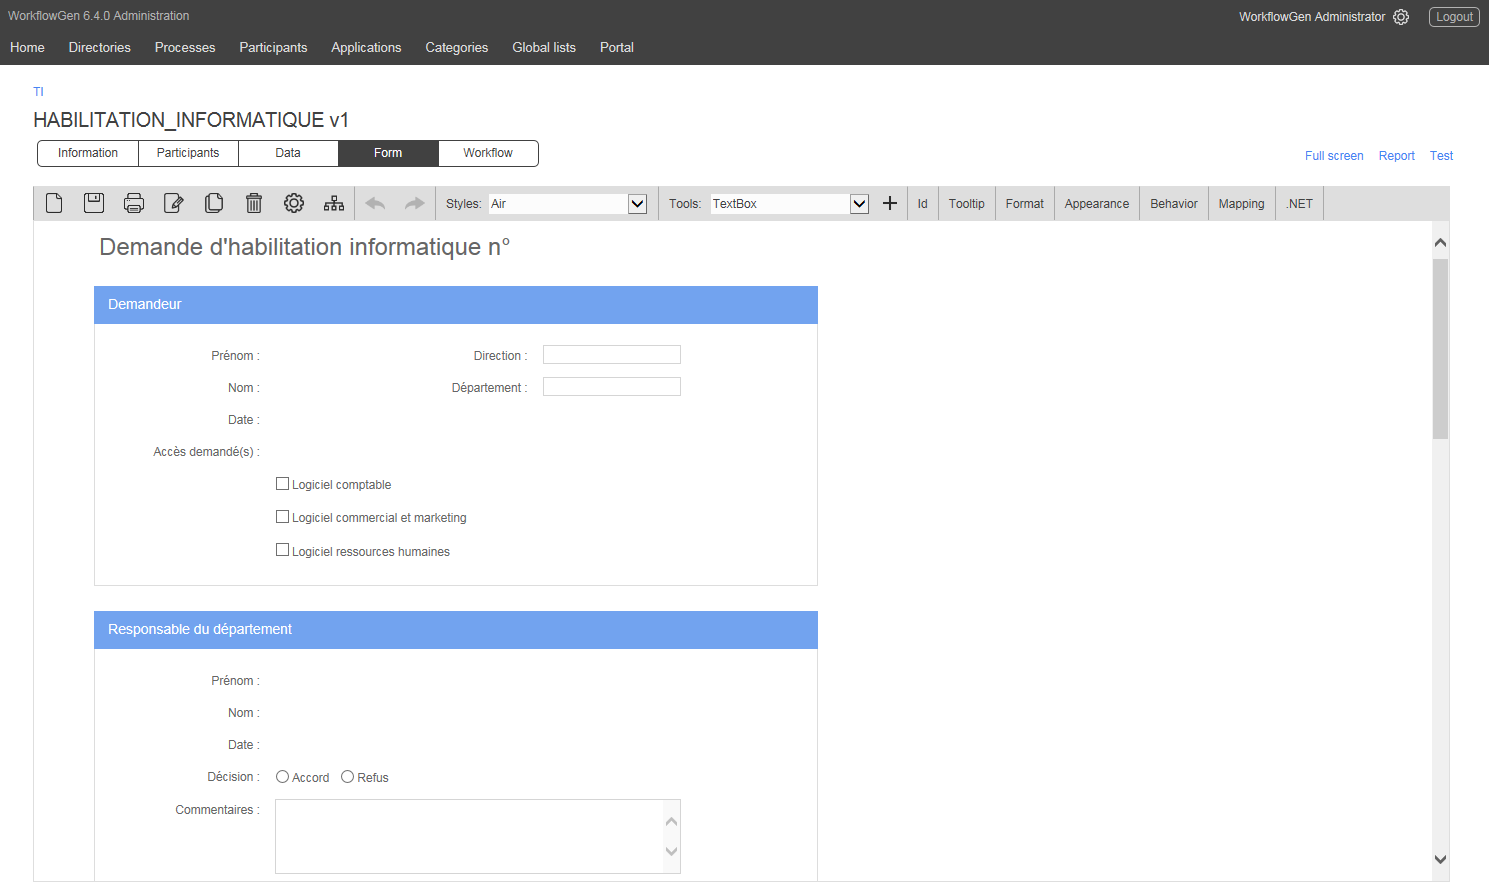 WorkflowGen 6.4.0 Administration
WorkflowGen Administrator Logout
Home Directories Processes Participants Applications Categories Global lists Portal
TI
HABILITATION_INFORMATIQUE v1
Information Participants Data Form Workflow
Full screen Report Test
Styles: Air Tools: TextBox Id Tooltip Format Appearance Behavior Mapping .NET
Demande d'habilitation informatique n°
Demandeur
Prénom : Direction :
Nom : Département :
Date :
Accès demandé(s) :
Logiciel comptable
Logiciel commercial et marketing
Logiciel ressources humaines
Responsable du département
Prénom :
Nom :
Date :
Décision : Accord Refus
Commentaires :